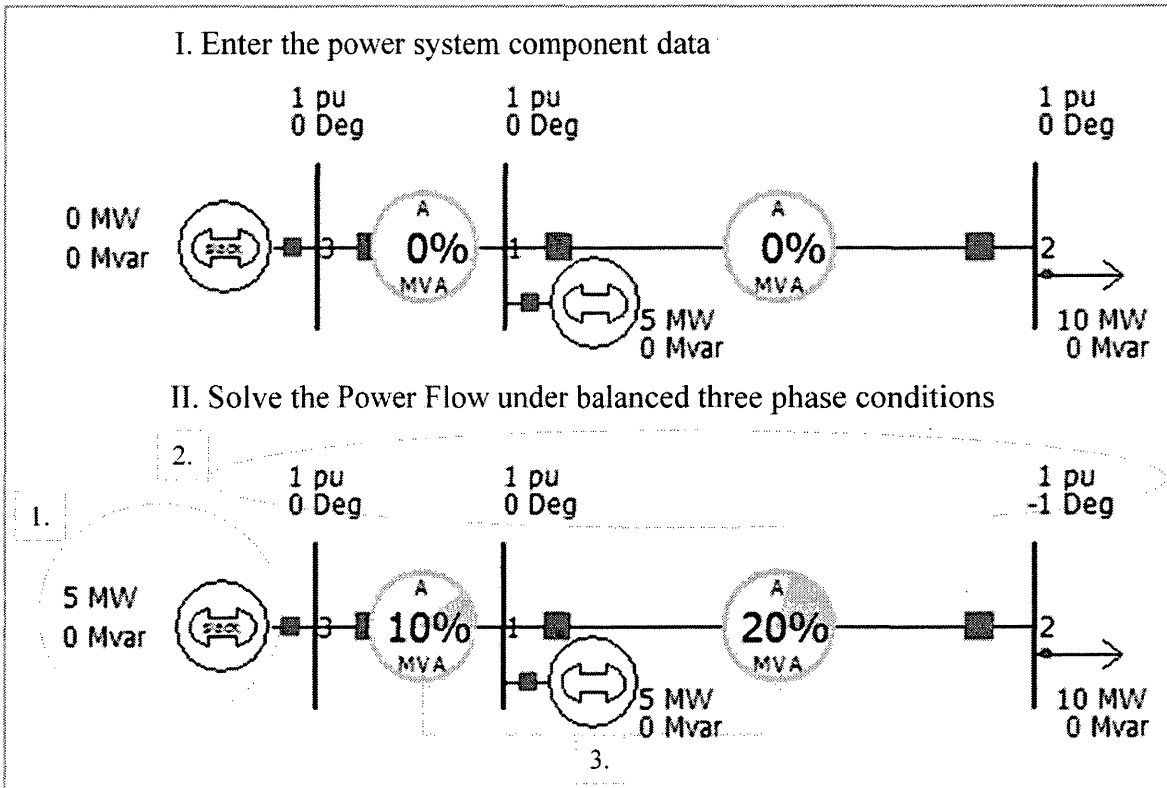 I. Enter the power system component data
1 pu 1 pu 1 pu
0 Deg 0 Deg 0 Deg
0 MW
0 Mvar
slack
3
A
0%
MVA
1
A
0%
MVA
2
5 MW
0 Mvar
10 MW
0 Mvar
II. Solve the Power Flow under balanced three phase conditions
2.
1 pu 1 pu 1 pu
0 Deg 0 Deg -1 Deg
1.
5 MW
0 Mvar
slack
3
A
10%
MVA
1
A
20%
MVA
2
5 MW
0 Mvar
10 MW
0 Mvar
3.